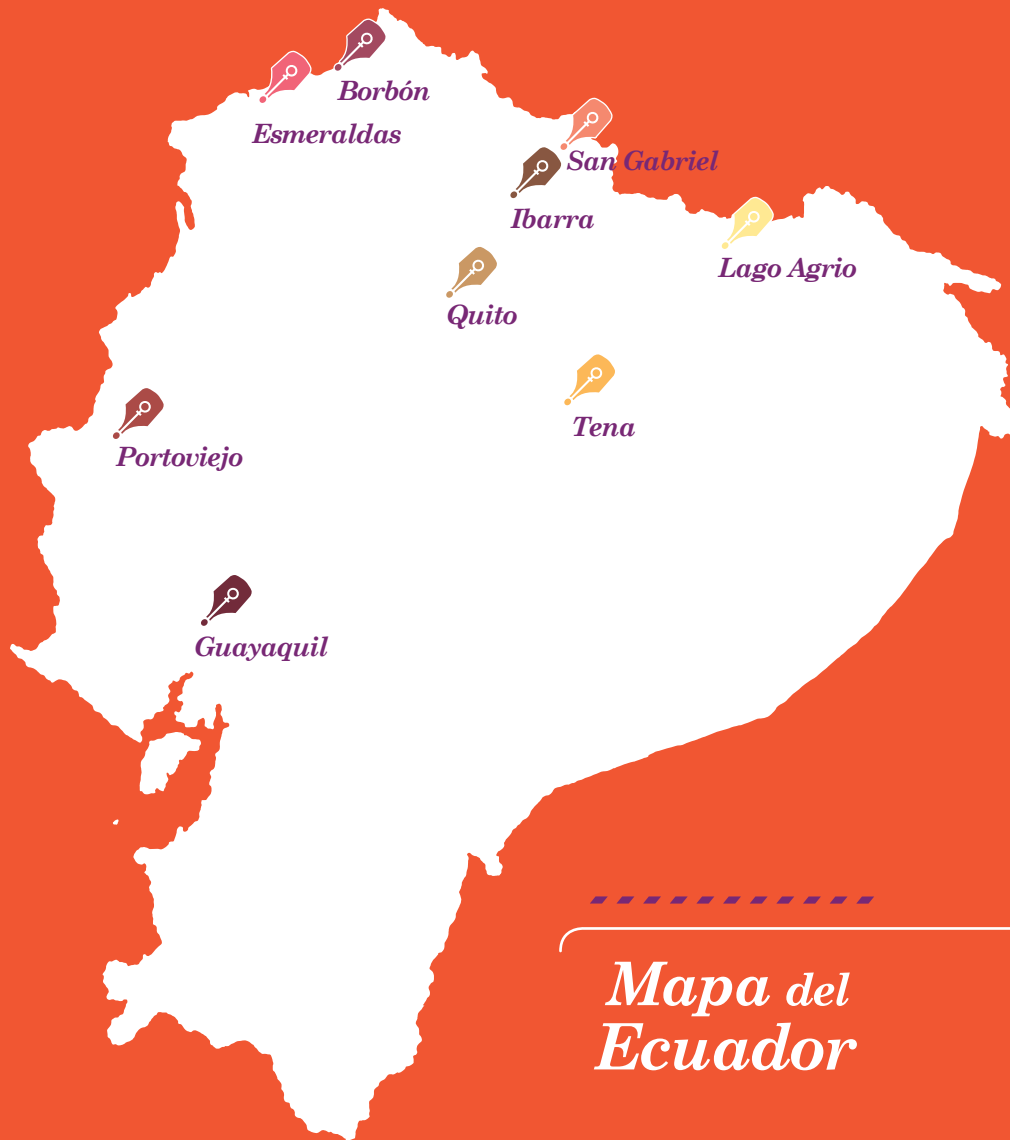 Borbón
Esmeraldas
San Gabriel
Ibarra
Lago Agrio
Quito
Tena
Portoviejo
Guayaquil
Mapa del
Ecuador